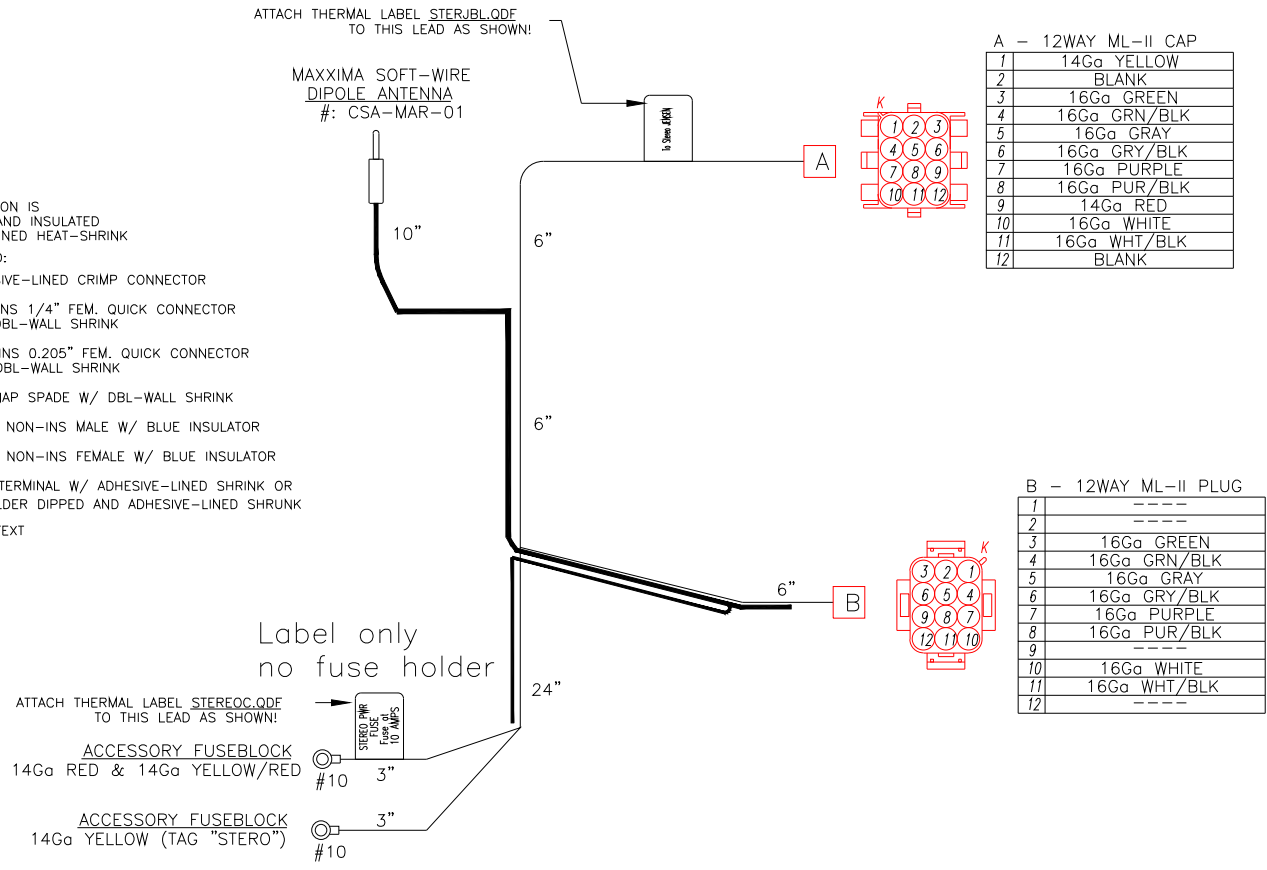 ATTACH THERMAL LABEL STERJBL.QDF
TO THIS LEAD AS SHOWN!
MAXXIMA SOFT-WIRE
DIPOLE ANTENNA
#: CSA-MAR-01
To Stereo JENSEN
A
K
1 2 3
4 5 6
7 8 9
10 11 12
A - 12WAY ML-II CAP
1 14Ga YELLOW
2 BLANK
3 16Ga GREEN
4 16Ga GRN/BLK
5 16Ga GRAY
6 16Ga GRY/BLK
7 16Ga PURPLE
8 16Ga PUR/BLK
9 14Ga RED
10 16Ga WHITE
11 16Ga WHT/BLK
12 BLANK
ON IS
AND INSULATED
NED HEAT-SHRINK
:
SIVE-LINED CRIMP CONNECTOR
NS 1/4" FEM. QUICK CONNECTOR
DBL-WALL SHRINK
INS 0.205" FEM. QUICK CONNECTOR
DBL-WALL SHRINK
AP SPADE W/ DBL-WALL SHRINK
NON-INS MALE W/ BLUE INSULATOR
NON-INS FEMALE W/ BLUE INSULATOR
TERMINAL W/ ADHESIVE-LINED SHRINK OR
LDER DIPPED AND ADHESIVE-LINED SHRUNK
TEXT
10"
6"
6"
6"
B
K
3 2 1
6 5 4
9 8 7
12 11 10
B - 12WAY ML-II PLUG
1 ----
2 ----
3 16Ga GREEN
4 16Ga GRN/BLK
5 16Ga GRAY
6 16Ga GRY/BLK
7 16Ga PURPLE
8 16Ga PUR/BLK
9 ----
10 16Ga WHITE
11 16Ga WHT/BLK
12 ----
Label only
no fuse holder
24"
ATTACH THERMAL LABEL STEREOC.QDF
TO THIS LEAD AS SHOWN!
STEREO PWR
FUSE
Fuse at
10 AMPS
ACCESSORY FUSEBLOCK
14Ga RED & 14Ga YELLOW/RED
#10
3"
ACCESSORY FUSEBLOCK
14Ga YELLOW (TAG "STERO")
#10
3"